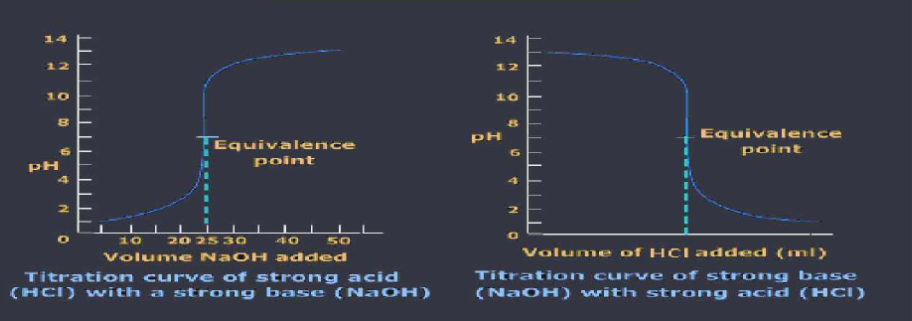 14
12
10
8
6
4
2
0
pH
Equivalence
point
10 20 25 30 40 50
Volume NaOH added
Titration curve of strong acid
(HCl) with a strong base (NaOH)
14
12
10
8
6
4
2
0
pH
Equivalence
point
Volume of HCl added (ml)
Titration curve of strong base
(NaOH) with strong acid (HCl)